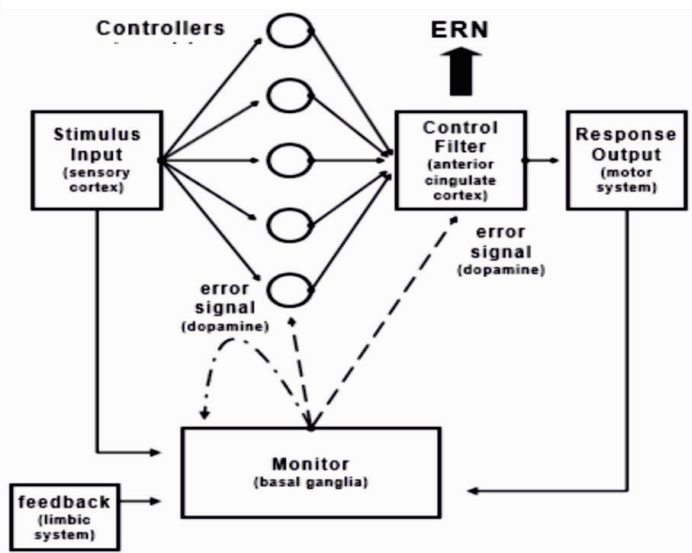 Controllers
ERN
Stimulus
Input
(sensory
cortex)
Control
Filter
(anterior
cingulate
cortex)
Response
Output
(motor
system)
error
signal
(dopamine)
error
signal
(dopamine)
Monitor
(basal ganglia)
feedback
(limbic
system)